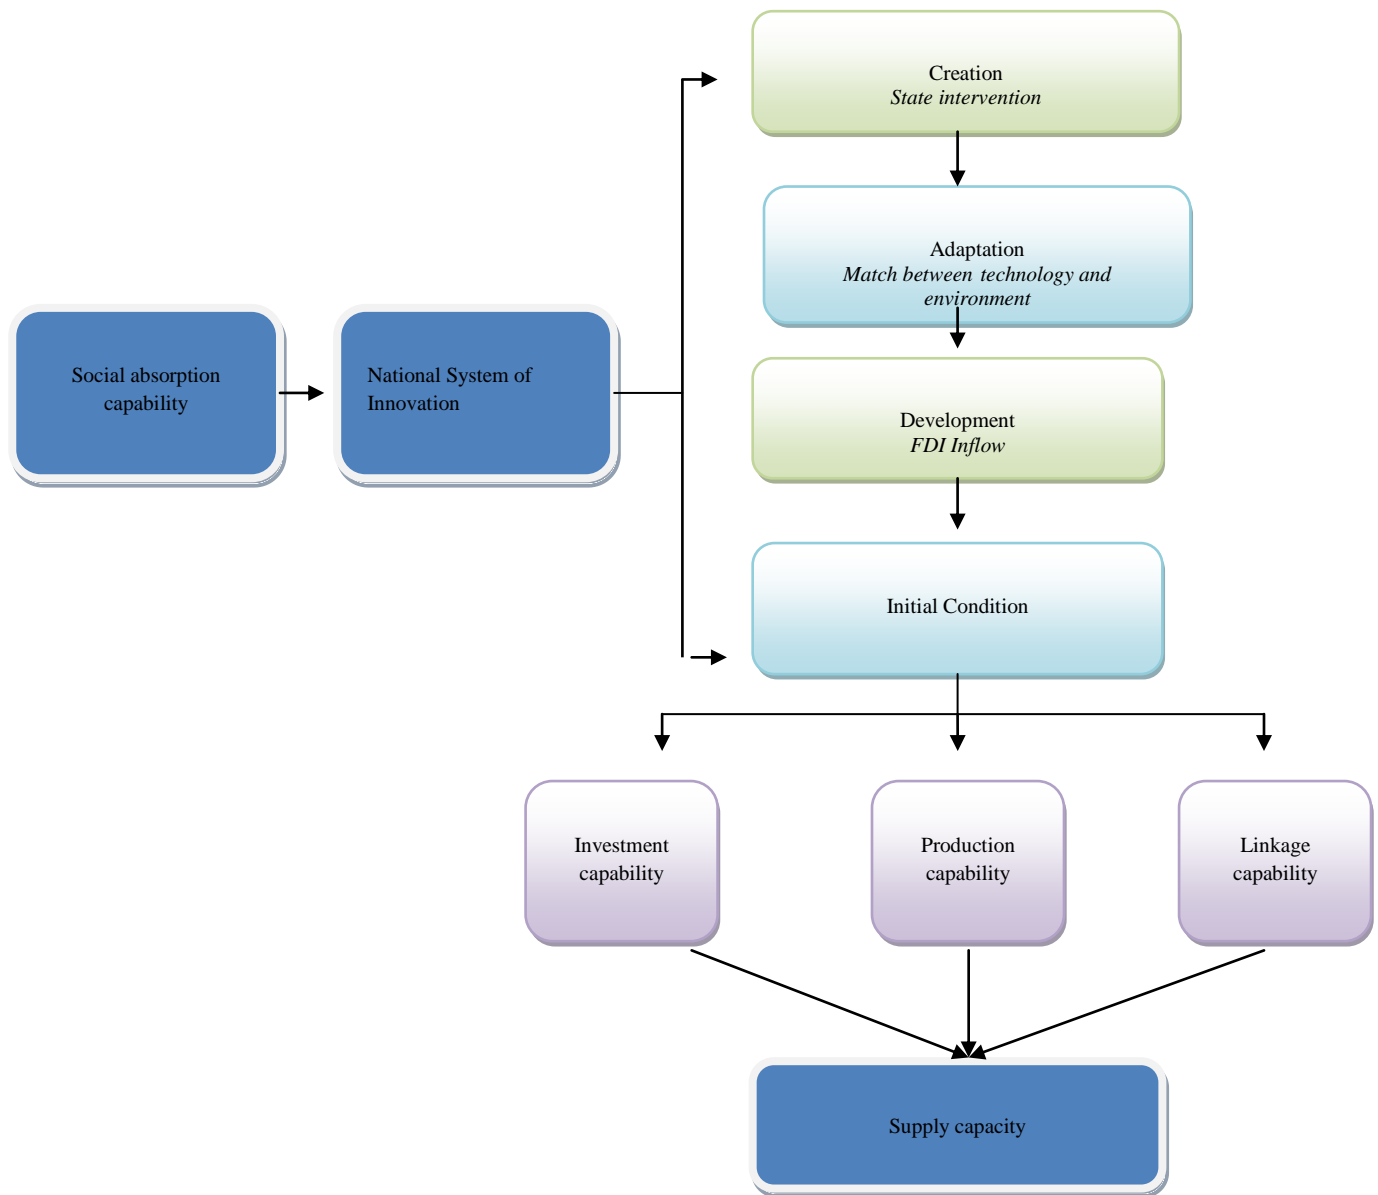 Creation
State intervention
Adaptation
Match between technology and
environment
Social absorption
capability
National System of
Innovation
Development
FDI Inflow
Initial Condition
Investment
capability
Production
capability
Linkage
capability
Supply capacity